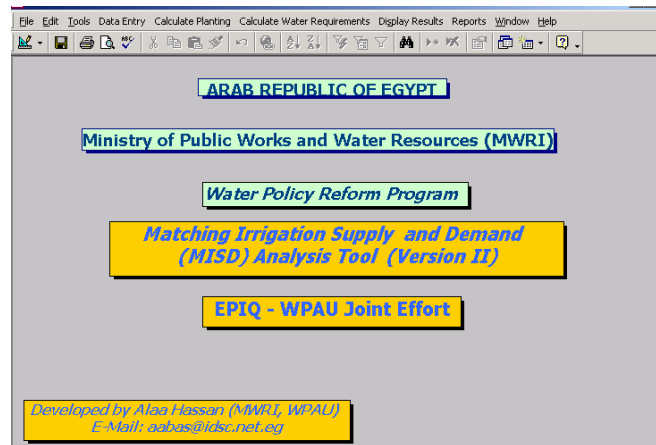 File Edit Tools Data Entry Calculate Planting Calculate Water Requirements Display Results Reports Window Help
ARAB REPUBLIC OF EGYPT
Ministry of Public Works and Water Resources (MWRI)
Water Policy Reform Program
Matching Irrigation Supply and Demand
(MISD) Analysis Tool (Version II)
EPIQ - WPAU Joint Effort
Developed by Alaa Hassan (MWRI, WPAU)
E-Mail: aabas@idsc.net.eg